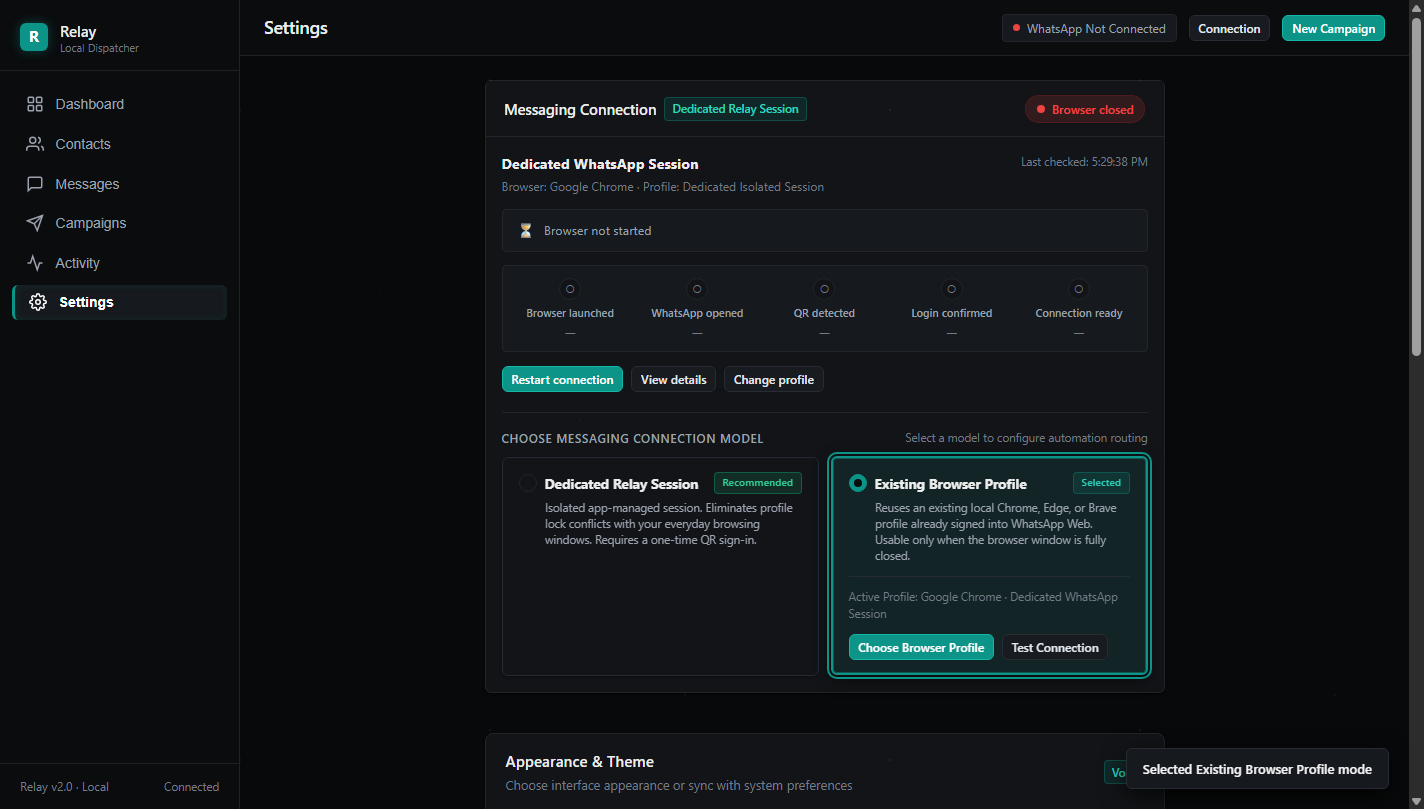 R
Relay
Local Dispatcher
Dashboard
Contacts
Messages
Campaigns
Activity
Settings
Relay v2.0 · Local
Connected
Settings
WhatsApp Not Connected
Connection
New Campaign
Messaging Connection
Dedicated Relay Session
Browser closed
Dedicated WhatsApp Session
Last checked: 5:29:38 PM
Browser: Google Chrome · Profile: Dedicated Isolated Session
Browser not started
Browser launched
WhatsApp opened
QR detected
Login confirmed
Connection ready
—
—
—
—
—
Restart connection
View details
Change profile
CHOOSE MESSAGING CONNECTION MODEL
Select a model to configure automation routing
Dedicated Relay Session
Recommended
Isolated app-managed session. Eliminates profile
lock conflicts with your everyday browsing
windows. Requires a one-time QR sign-in.
Existing Browser Profile
Selected
Reuses an existing local Chrome, Edge, or Brave
profile already signed into WhatsApp Web.
Usable only when the browser window is fully
closed.
Active Profile: Google Chrome · Dedicated WhatsApp
Session
Choose Browser Profile
Test Connection
Appearance & Theme
Choose interface appearance or sync with system preferences
Selected Existing Browser Profile mode